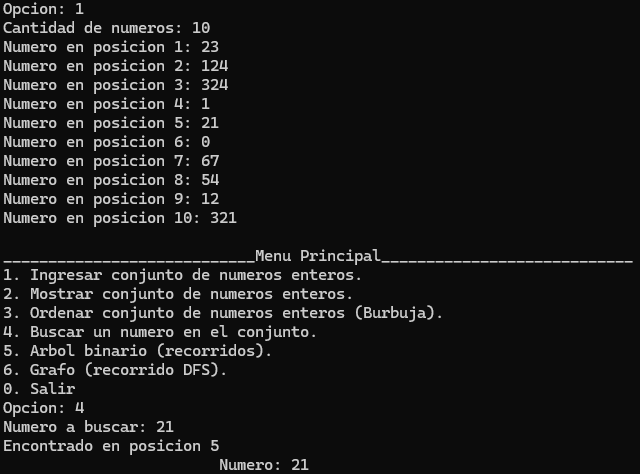 Opcion: 1
Cantidad de numeros: 10
Numero en posicion 1: 23
Numero en posicion 2: 124
Numero en posicion 3: 324
Numero en posicion 4: 1
Numero en posicion 5: 21
Numero en posicion 6: 0
Numero en posicion 7: 67
Numero en posicion 8: 54
Numero en posicion 9: 12
Numero en posicion 10: 321
____________________________Menu Principal____________________________
1. Ingresar conjunto de numeros enteros.
2. Mostrar conjunto de numeros enteros.
3. Ordenar conjunto de numeros enteros (Burbuja).
4. Buscar un numero en el conjunto.
5. Arbol binario (recorridos).
6. Grafo (recorrido DFS).
0. Salir
Opcion: 4
Numero a buscar: 21
Encontrado en posicion 5
Numero: 21